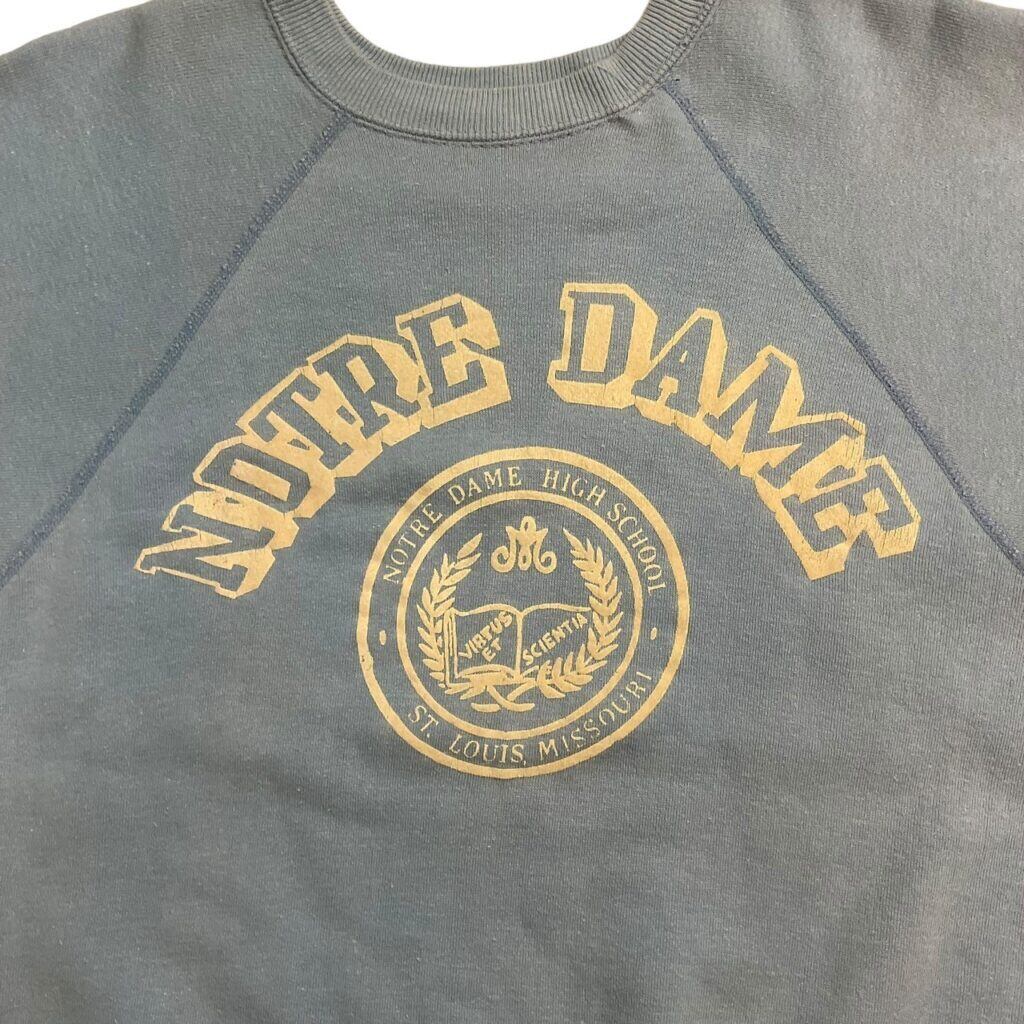 NOTRE DAME
NOTRE DAME HIGH SCHOOL
VIRTUS
ET
SCIENTIA
ST. LOUIS, MISSOURI